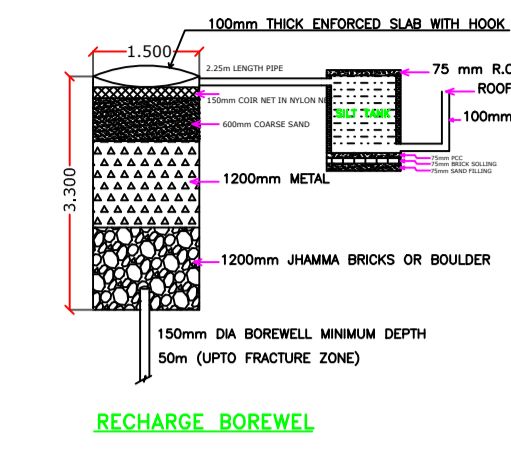 100mm THICK ENFORCED SLAB WITH HOOK
1.500
2.25m LENGTH PIPE
75 mm R.C
ROOF
150mm COIR NET IN NYLON NE
SILT TANK
100mm
600mm COARSE SAND
75mm PCC
75mm BRICK SOLLING
75mm SAND FILLING
1200mm METAL
3.300
1200mm JHAMMA BRICKS OR BOULDER
150mm DIA BOREWELL MINIMUM DEPTH
50m (UPTO FRACTURE ZONE)
RECHARGE BOREWEL